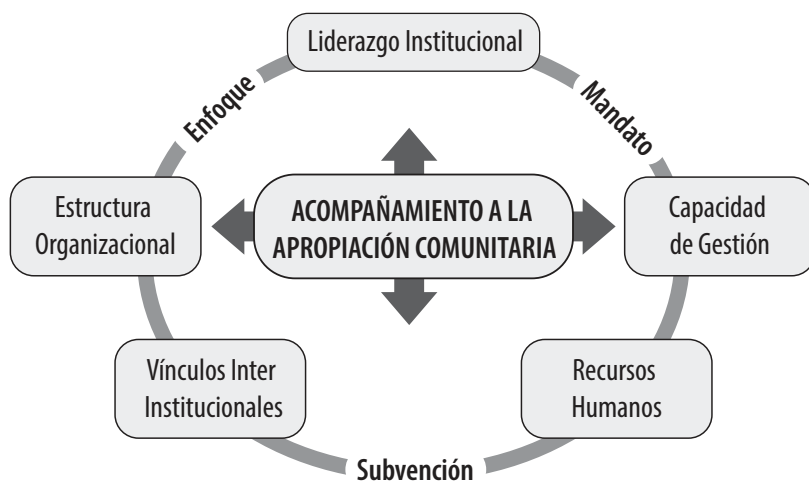 Liderazgo Institucional
Enfoque
Mandato
Estructura
Organizacional
ACOMPAÑAMIENTO A LA
APROPIACIÓN COMUNITARIA
Capacidad
de Gestión
Vínculos Inter
Institucionales
Recursos
Humanos
Subvención